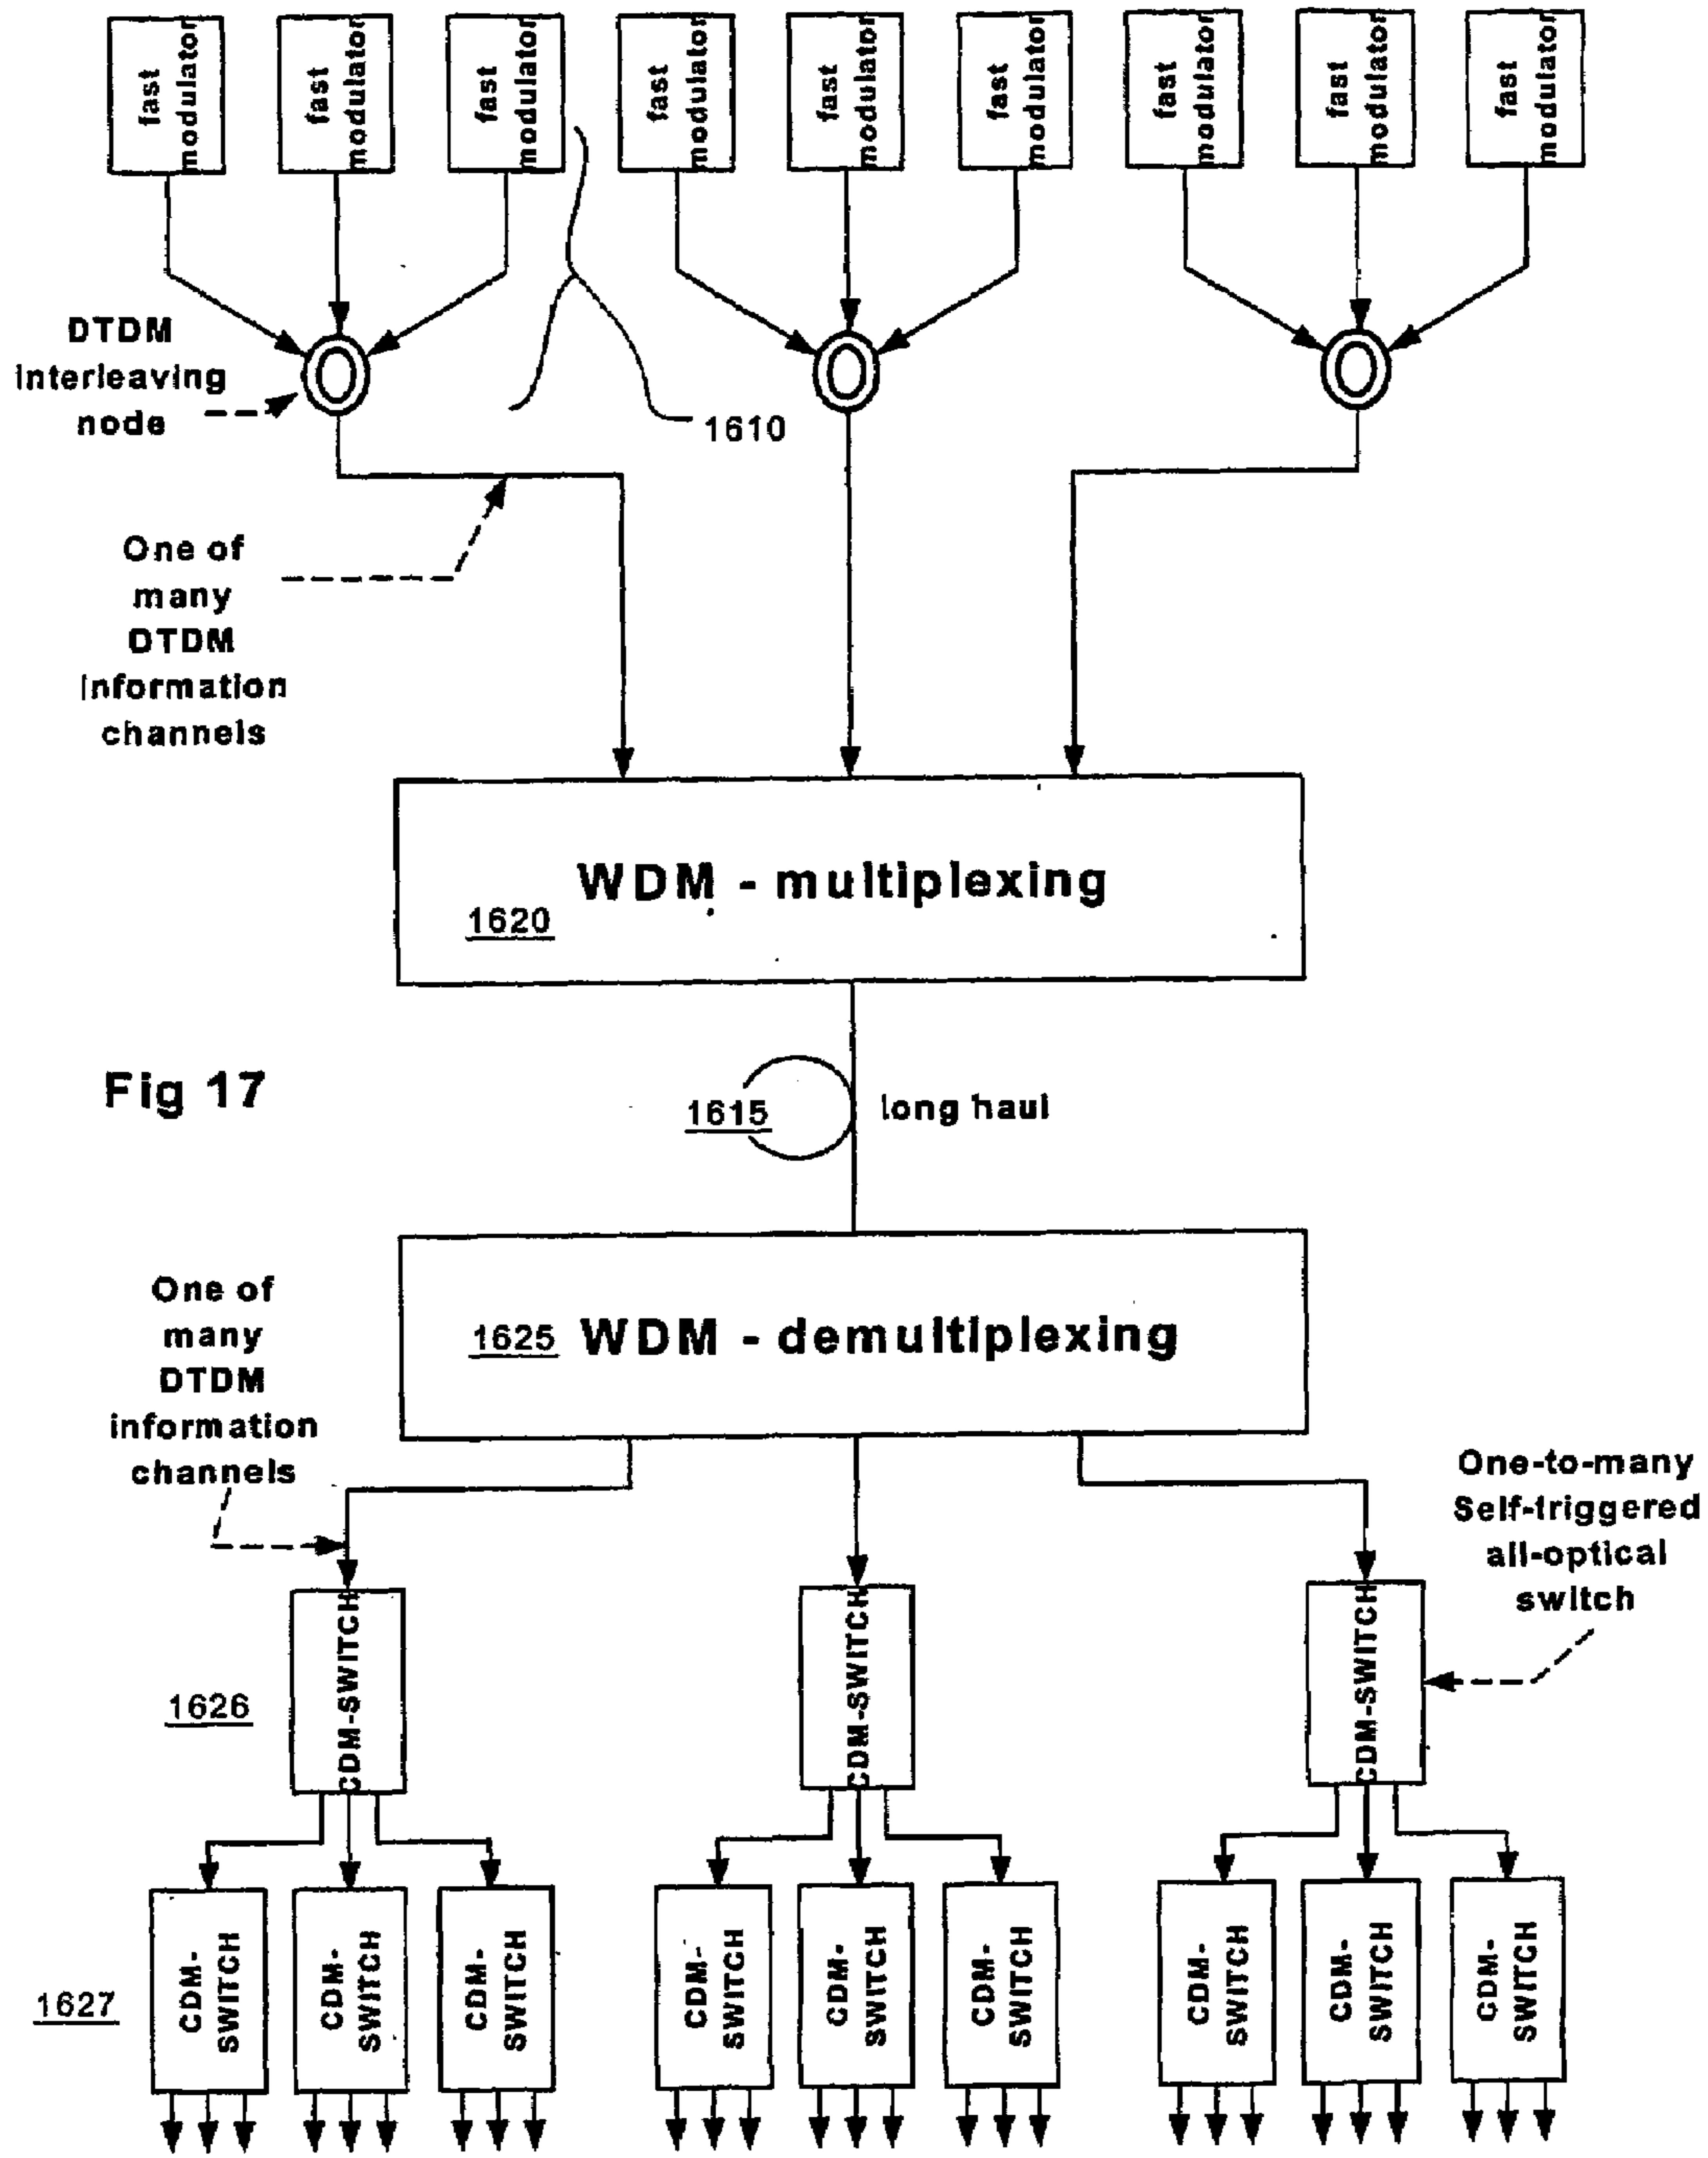 fast
modulator
fast
modulator
fast
modulator
fast
modulator
fast
modulator
fast
modulator
fast
modulator
fast
modulator
fast
modulator
DTDM
Interleaving
node
1610
One of
many
DTDM
Information
channels
WDM - multiplexing
1620
Fig 17
1615
long haul
1625 WDM - demultiplexing
One of
many
DTDM
information
channels
One-to-many
Self-triggered
all-optical
switch
CDM-SWITCH
CDM-SWITCH
CDM-SWITCH
1626
CDM-
SWITCH
CDM-
SWITCH
CDM-
SWITCH
CDM-
SWITCH
CDM-
SWITCH
CDM-
SWITCH
CDM-
SWITCH
CDM-
SWITCH
CDM-
SWITCH
1627